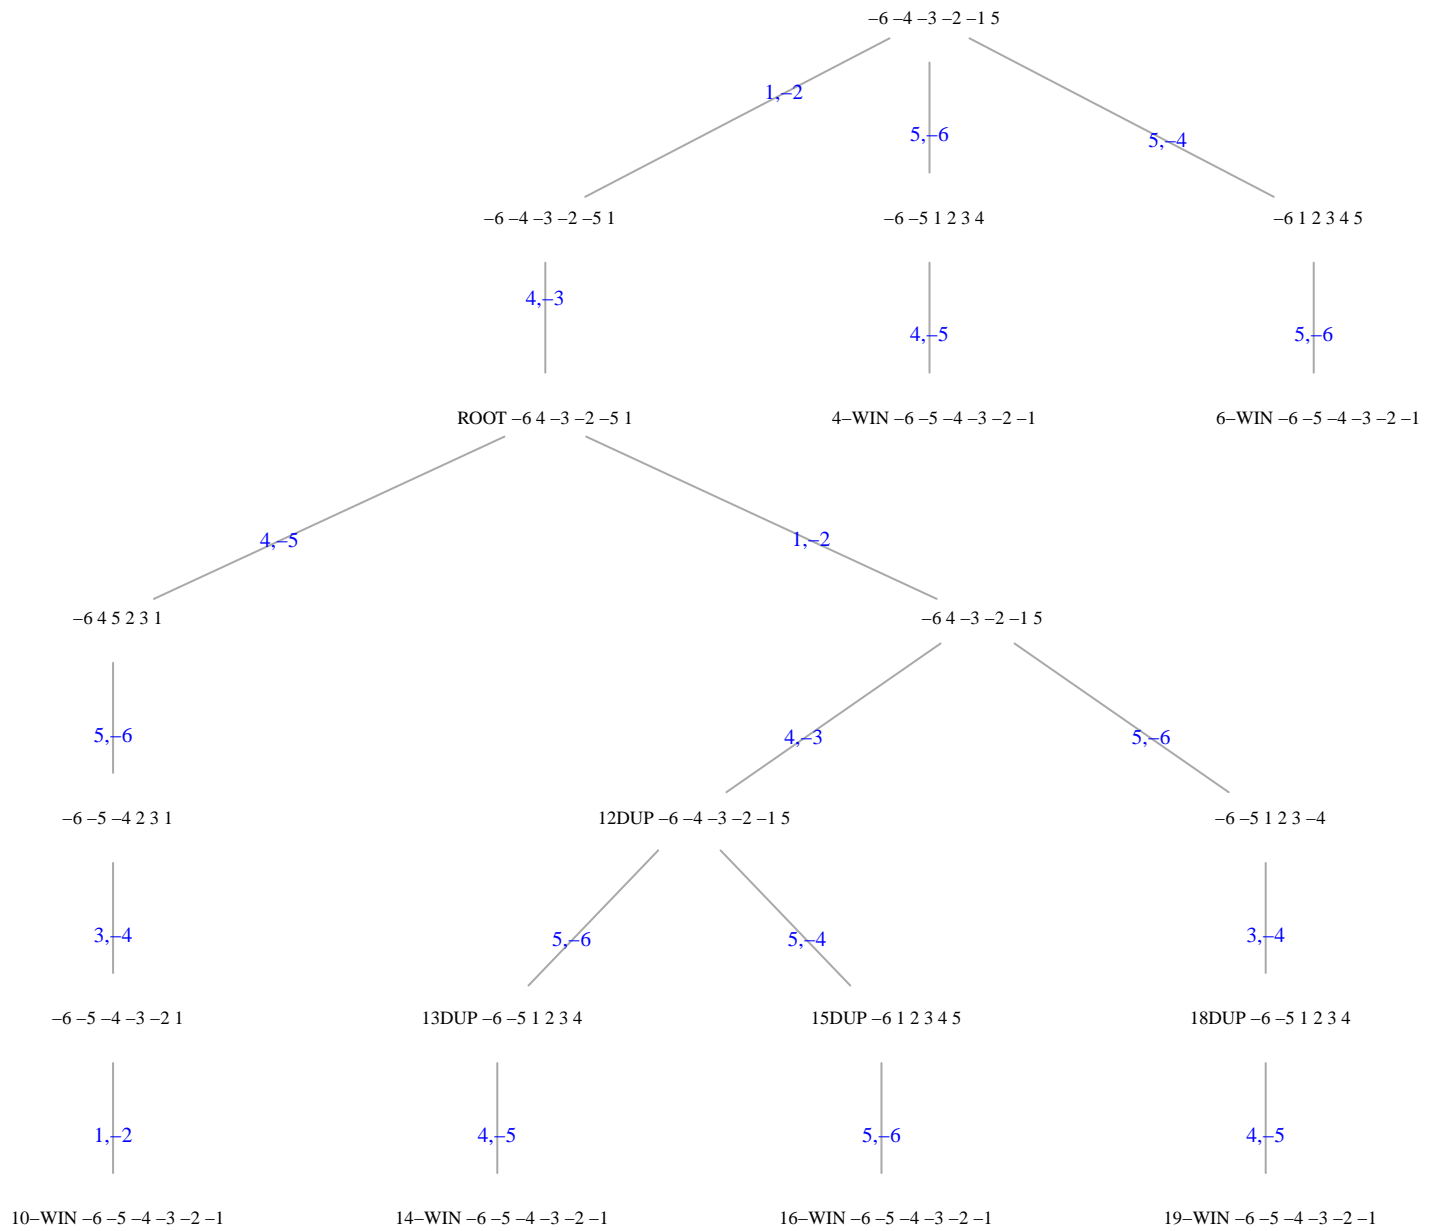 –6 –4 –3 –2 –1 5
1,–2
5,–6
5,–4
–6 –4 –3 –2 –5 1
–6 –5 1 2 3 4
–6 1 2 3 4 5
4,–3
4,–5
5,–6
ROOT –6 4 –3 –2 –5 1
4–WIN –6 –5 –4 –3 –2 –1
6–WIN –6 –5 –4 –3 –2 –1
4,–5
1,–2
–6 4 5 2 3 1
–6 4 –3 –2 –1 5
5,–6
4,–3
5,–6
–6 –5 –4 2 3 1
12DUP –6 –4 –3 –2 –1 5
–6 –5 1 2 3 –4
3,–4
5,–6
5,–4
3,–4
–6 –5 –4 –3 –2 1
13DUP –6 –5 1 2 3 4
15DUP –6 1 2 3 4 5
18DUP –6 –5 1 2 3 4
1,–2
4,–5
5,–6
4,–5
10–WIN –6 –5 –4 –3 –2 –1
14–WIN –6 –5 –4 –3 –2 –1
16–WIN –6 –5 –4 –3 –2 –1
19–WIN –6 –5 –4 –3 –2 –1